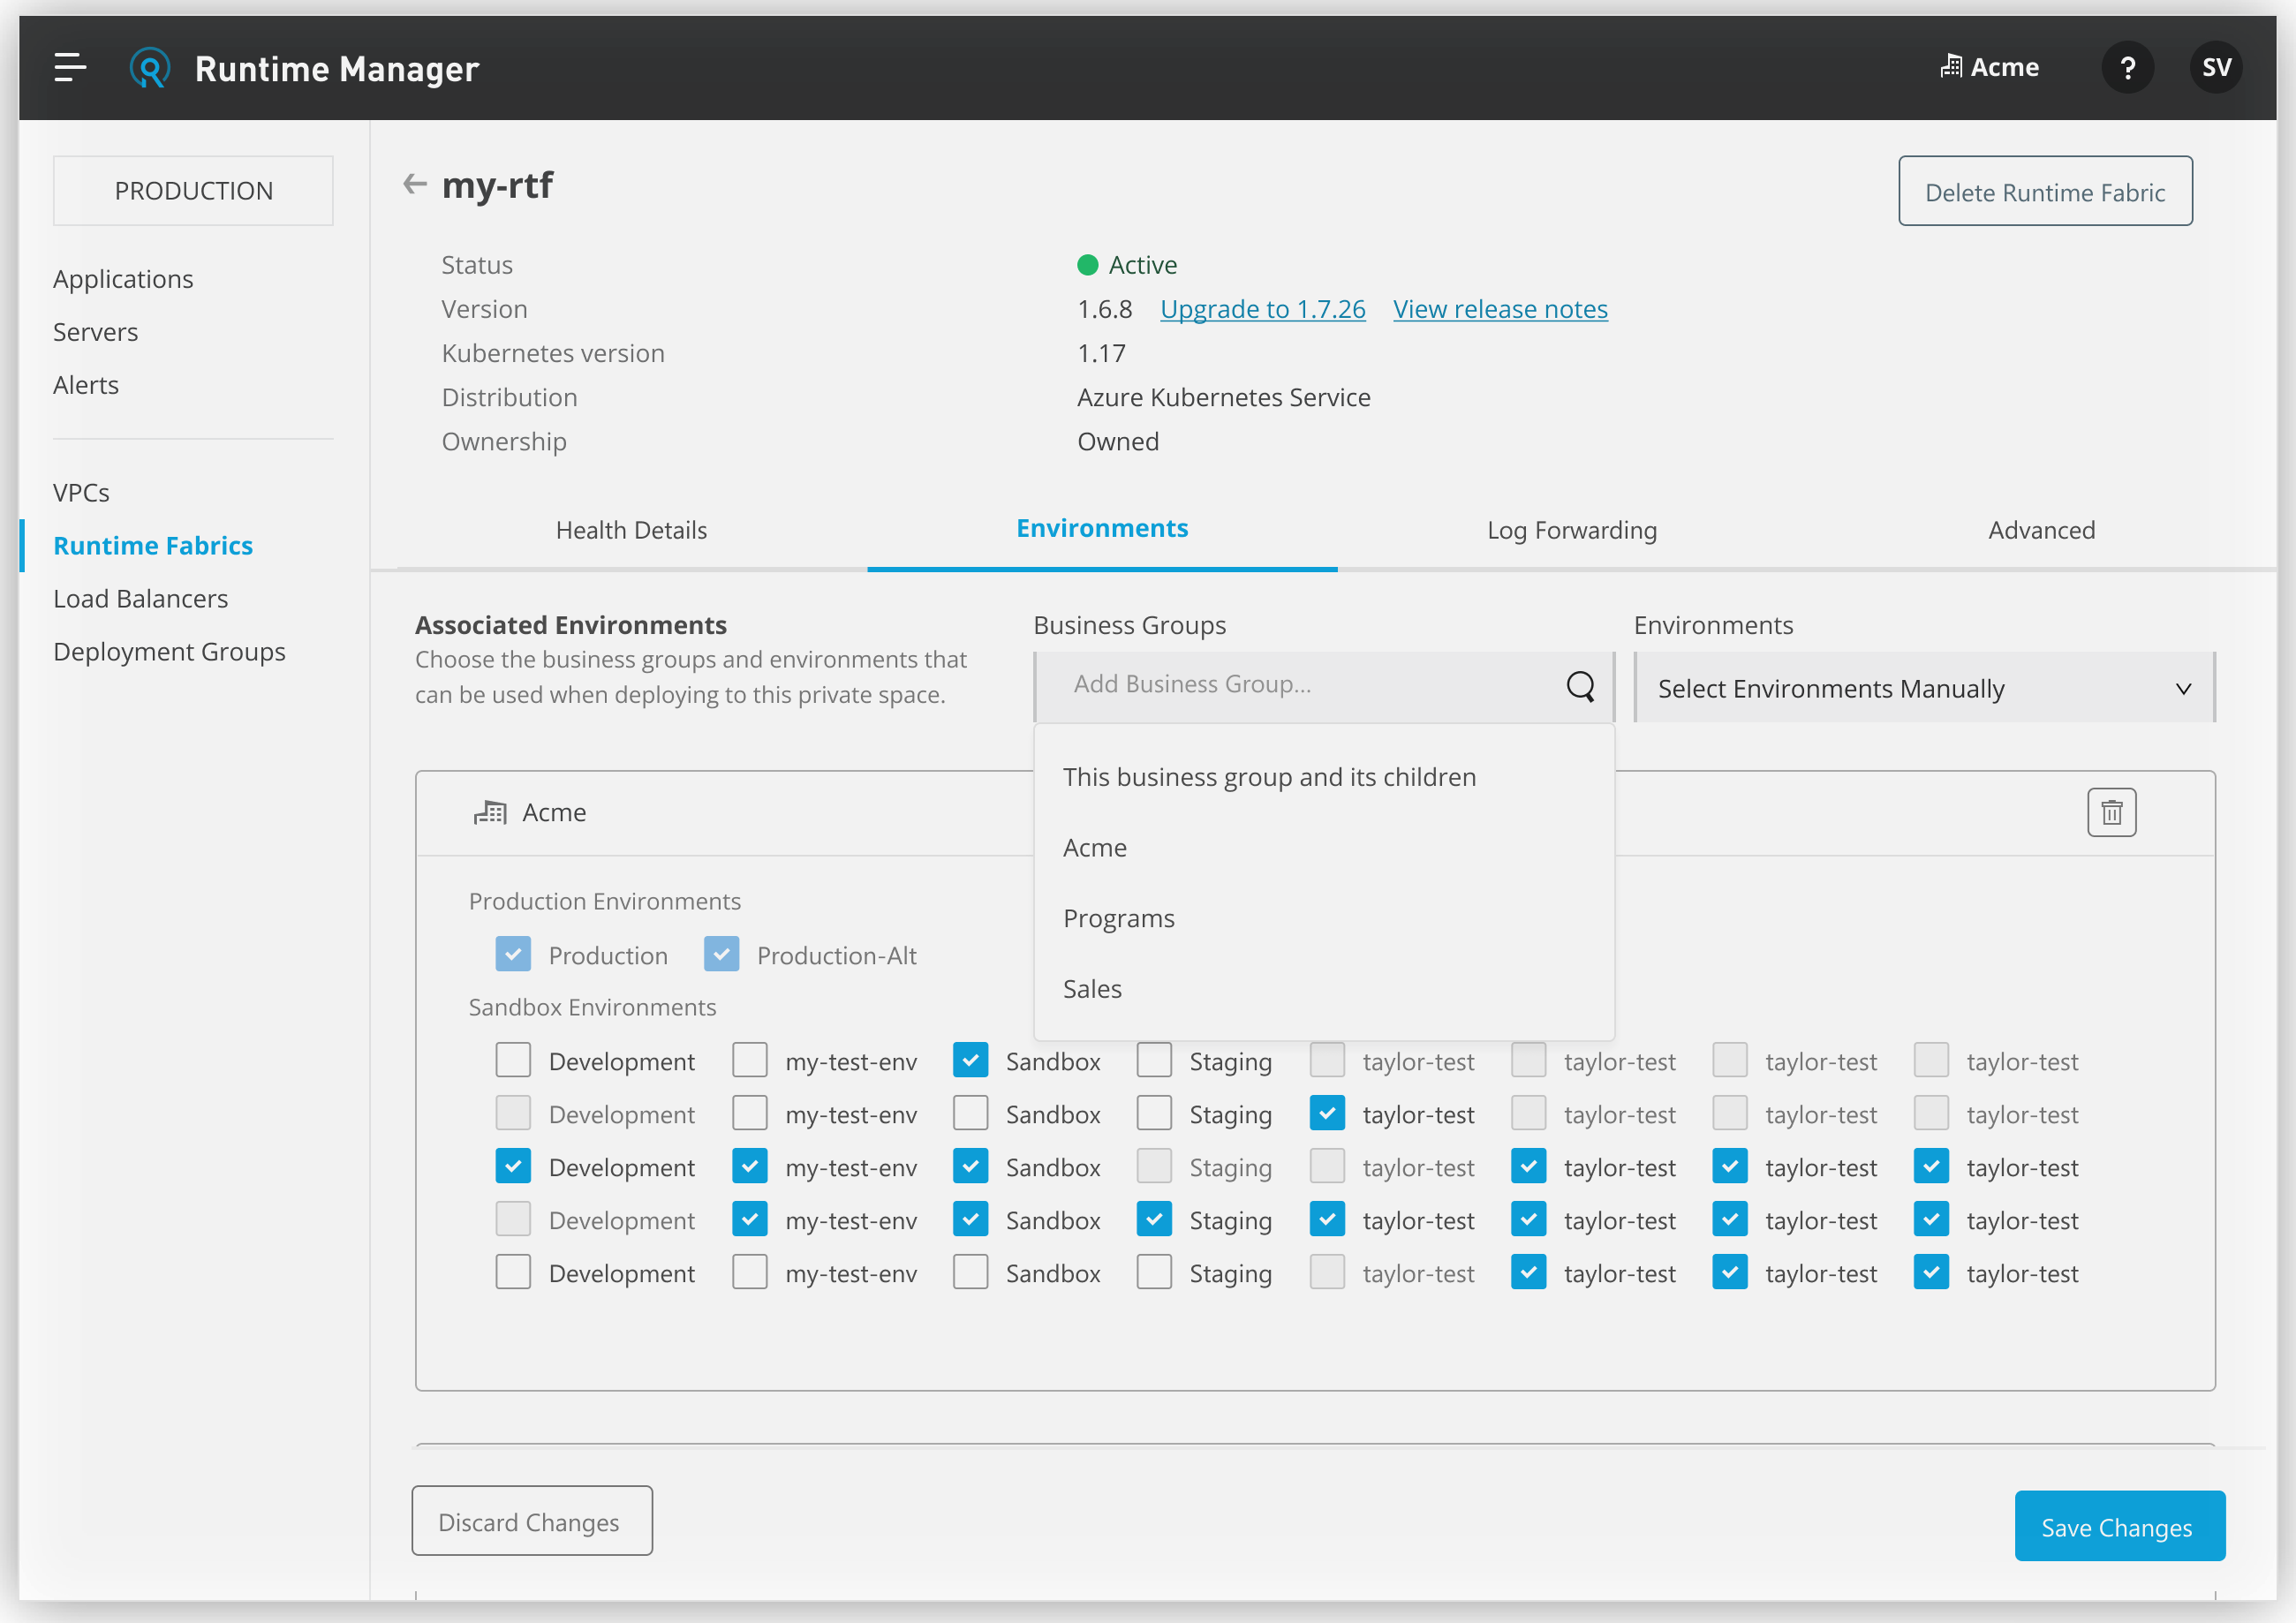 Runtime Manager
Acme
?
SV
PRODUCTION
Applications
Servers
Alerts
VPCs
Runtime Fabrics
Load Balancers
Deployment Groups
my-rtf
Delete Runtime Fabric
Status Active
Version 1.6.8 Upgrade to 1.7.26 View release notes
Kubernetes version 1.17
Distribution Azure Kubernetes Service
Ownership Owned
Health Details Environments Log Forwarding Advanced
Associated Environments
Choose the business groups and environments that
can be used when deploying to this private space.
Business Groups
Add Business Group...
This business group and its children
Acme
Programs
Sales
Environments
Select Environments Manually
Acme
Production Environments
Production Production-Alt
Sandbox Environments
Development my-test-env Sandbox Staging taylor-test taylor-test taylor-test taylor-test
Development my-test-env Sandbox Staging taylor-test taylor-test taylor-test taylor-test
Development my-test-env Sandbox Staging taylor-test taylor-test taylor-test taylor-test
Development my-test-env Sandbox Staging taylor-test taylor-test taylor-test taylor-test
Development my-test-env Sandbox Staging taylor-test taylor-test taylor-test taylor-test
Discard Changes
Save Changes